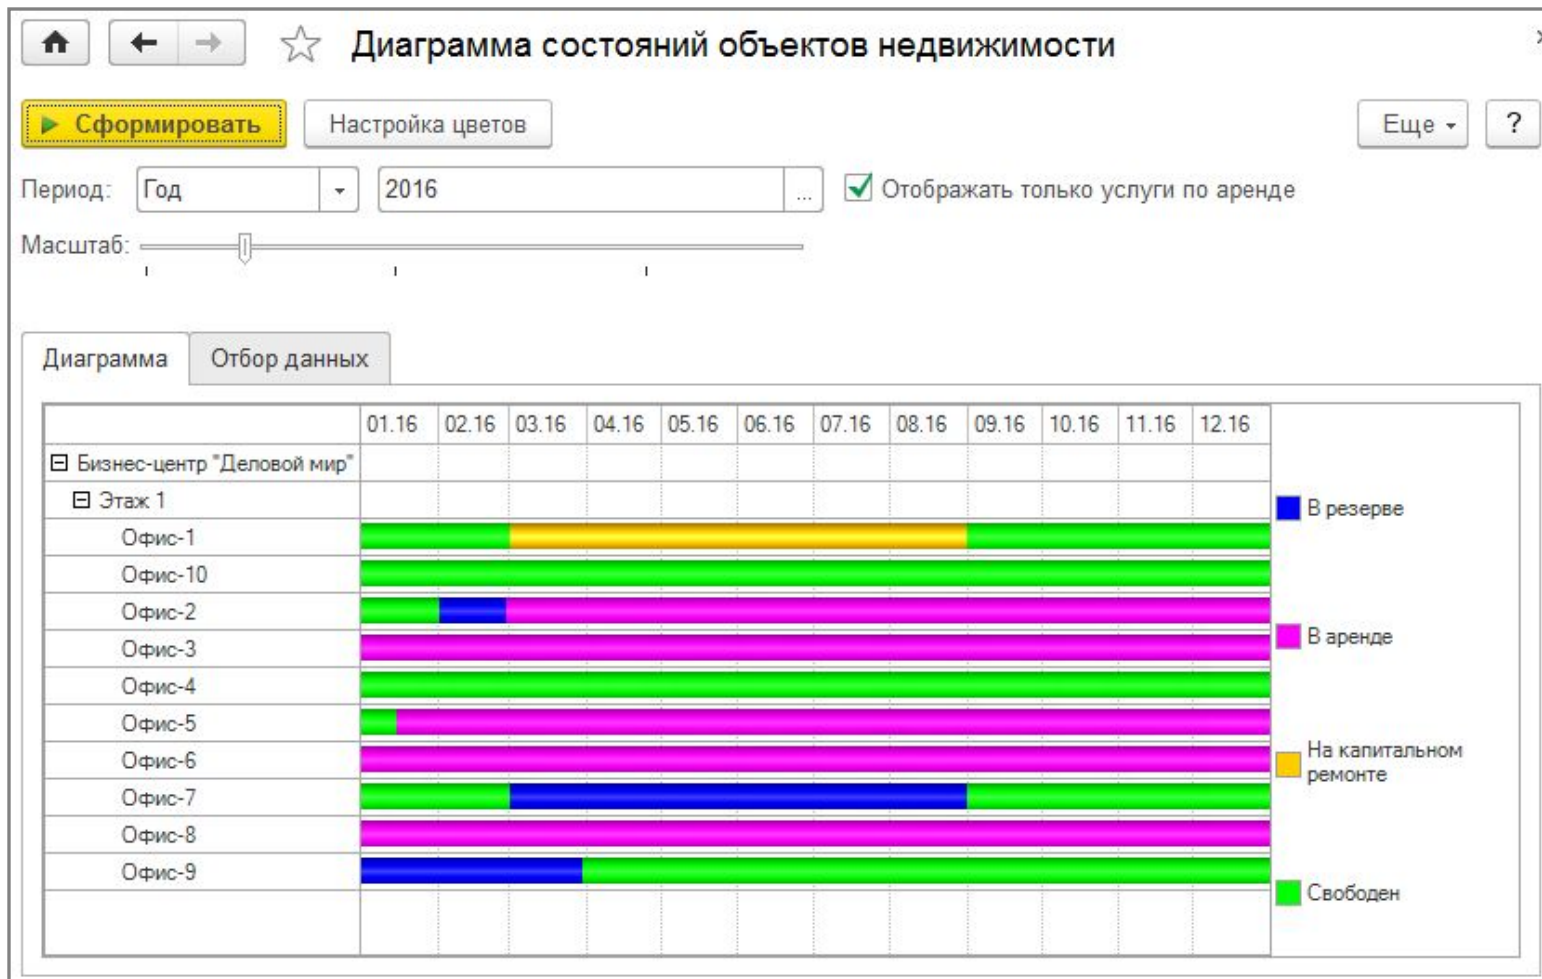 Диаграмма состояний объектов недвижимости
Сформировать Настройка цветов Еще ?
Период: Год 2016 ... Отображать только услуги по аренде
Масштаб:
Диаграмма Отбор данных
01.16 02.16 03.16 04.16 05.16 06.16 07.16 08.16 09.16 10.16 11.16 12.16
Бизнес-центр "Деловой мир"
Этаж 1
Офис-1
Офис-10
Офис-2
Офис-3
Офис-4
Офис-5
Офис-6
Офис-7
Офис-8
Офис-9
В резерве
В аренде
На капитальном
ремонте
Свободен